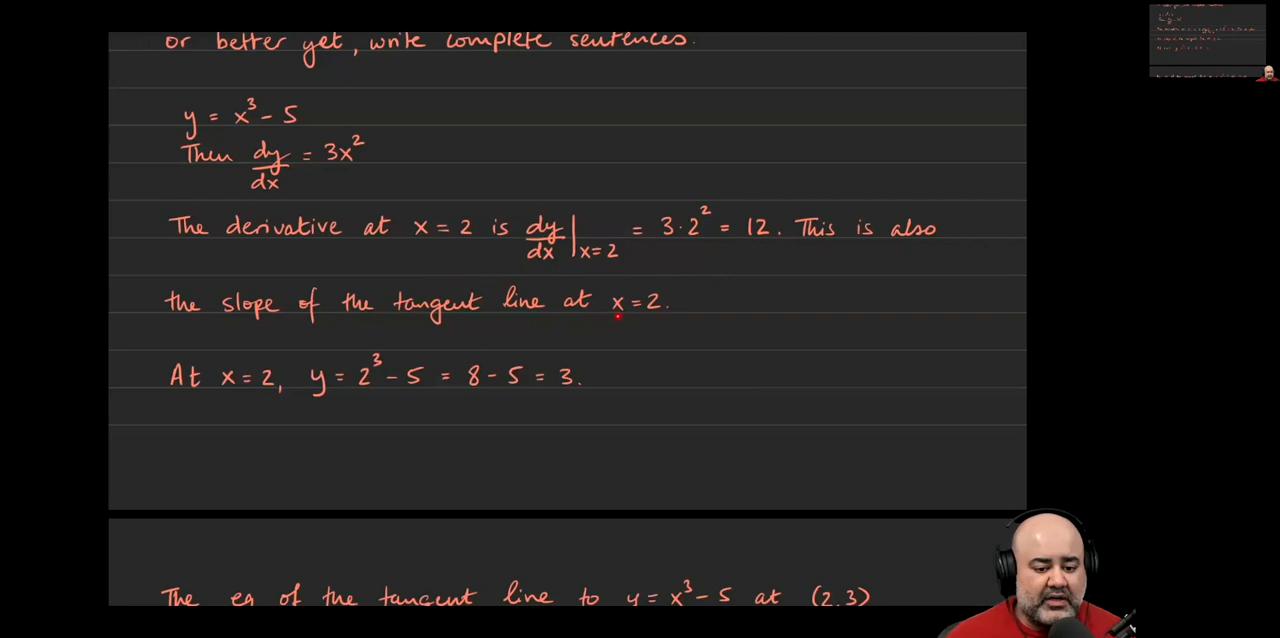 or better yet, write complete sentences.
y = x³ - 5
Then dy/dx = 3x²
The derivative at x = 2 is dy/dx |ₓ₌₂ = 3·2² = 12. This is also
the slope of the tangent line at x = 2.
At x = 2, y = 2³ - 5 = 8 - 5 = 3.
The eq of the tangent line to y = x³ - 5 at (2,3)